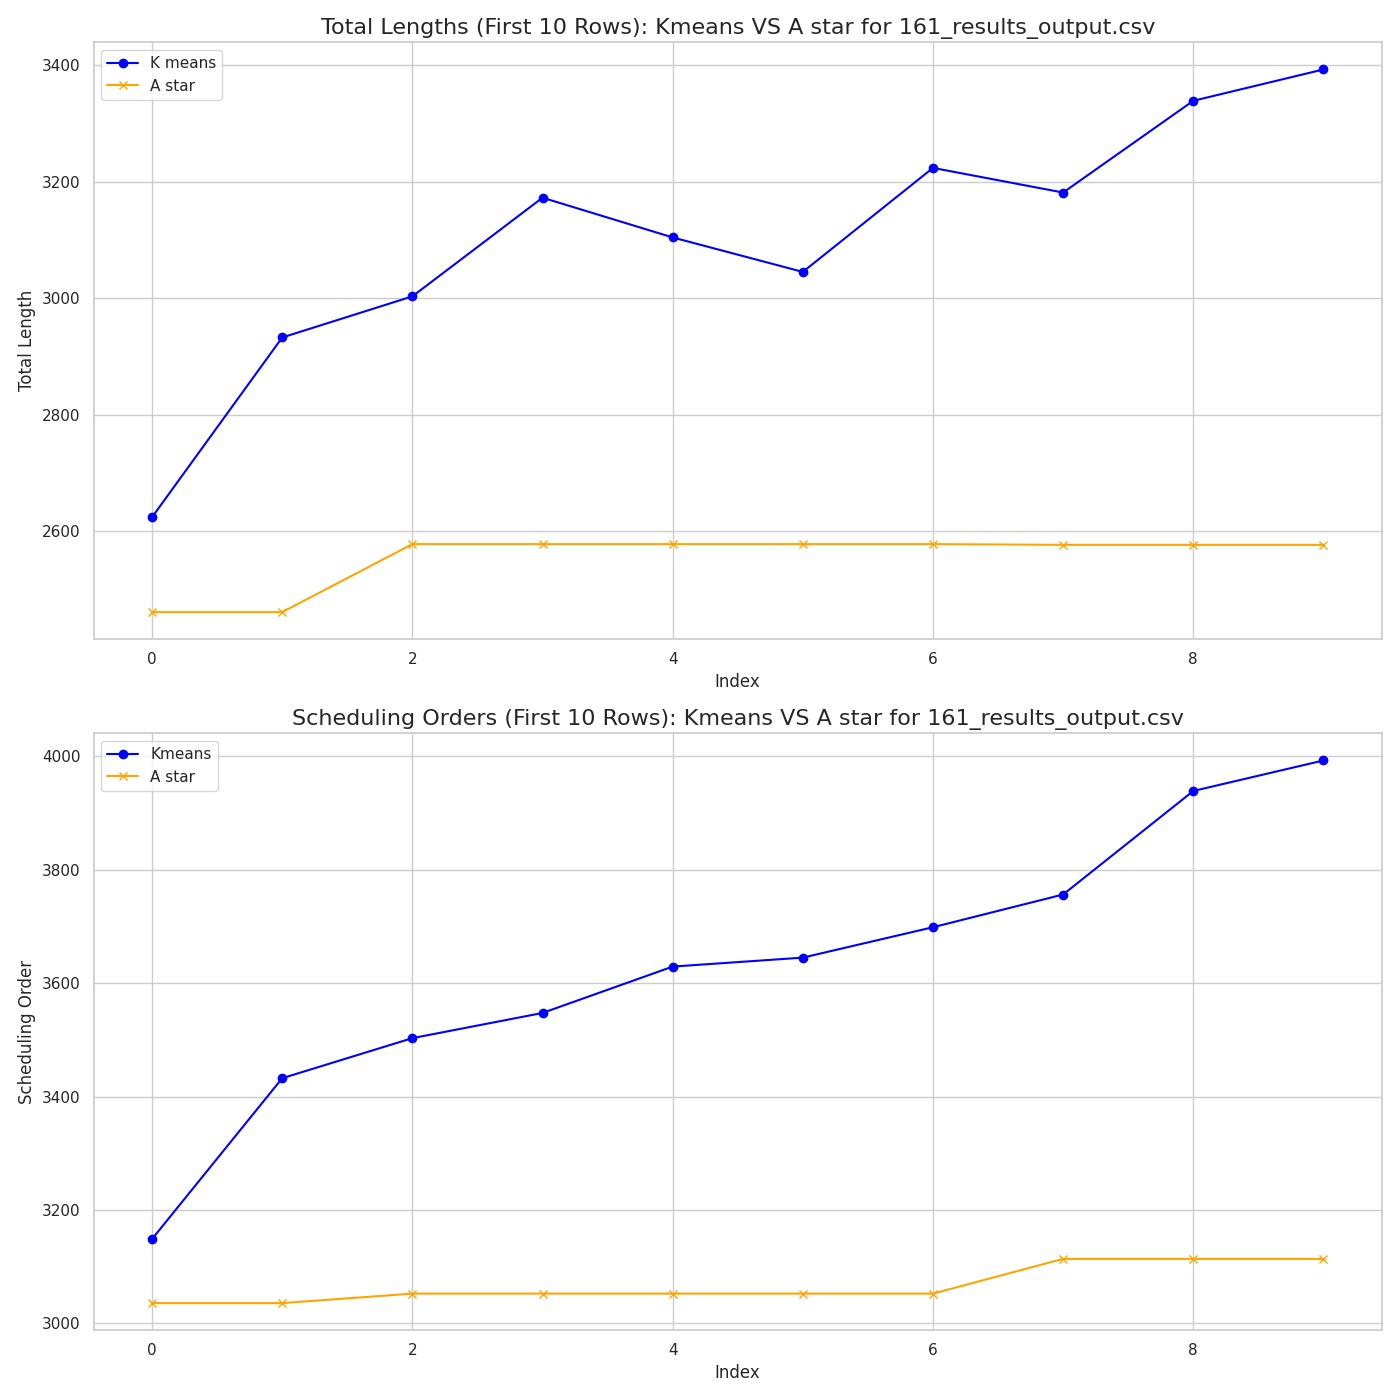 Total Lengths (First 10 Rows): Kmeans VS A star for 161_results_output.csv
K means
A star
3400
3200
3000
2800
2600
Total Length
0 2 4 6 8
Index
Scheduling Orders (First 10 Rows): Kmeans VS A star for 161_results_output.csv
Kmeans
A star
4000
3800
3600
3400
3200
3000
Scheduling Order
0 2 4 6 8
Index